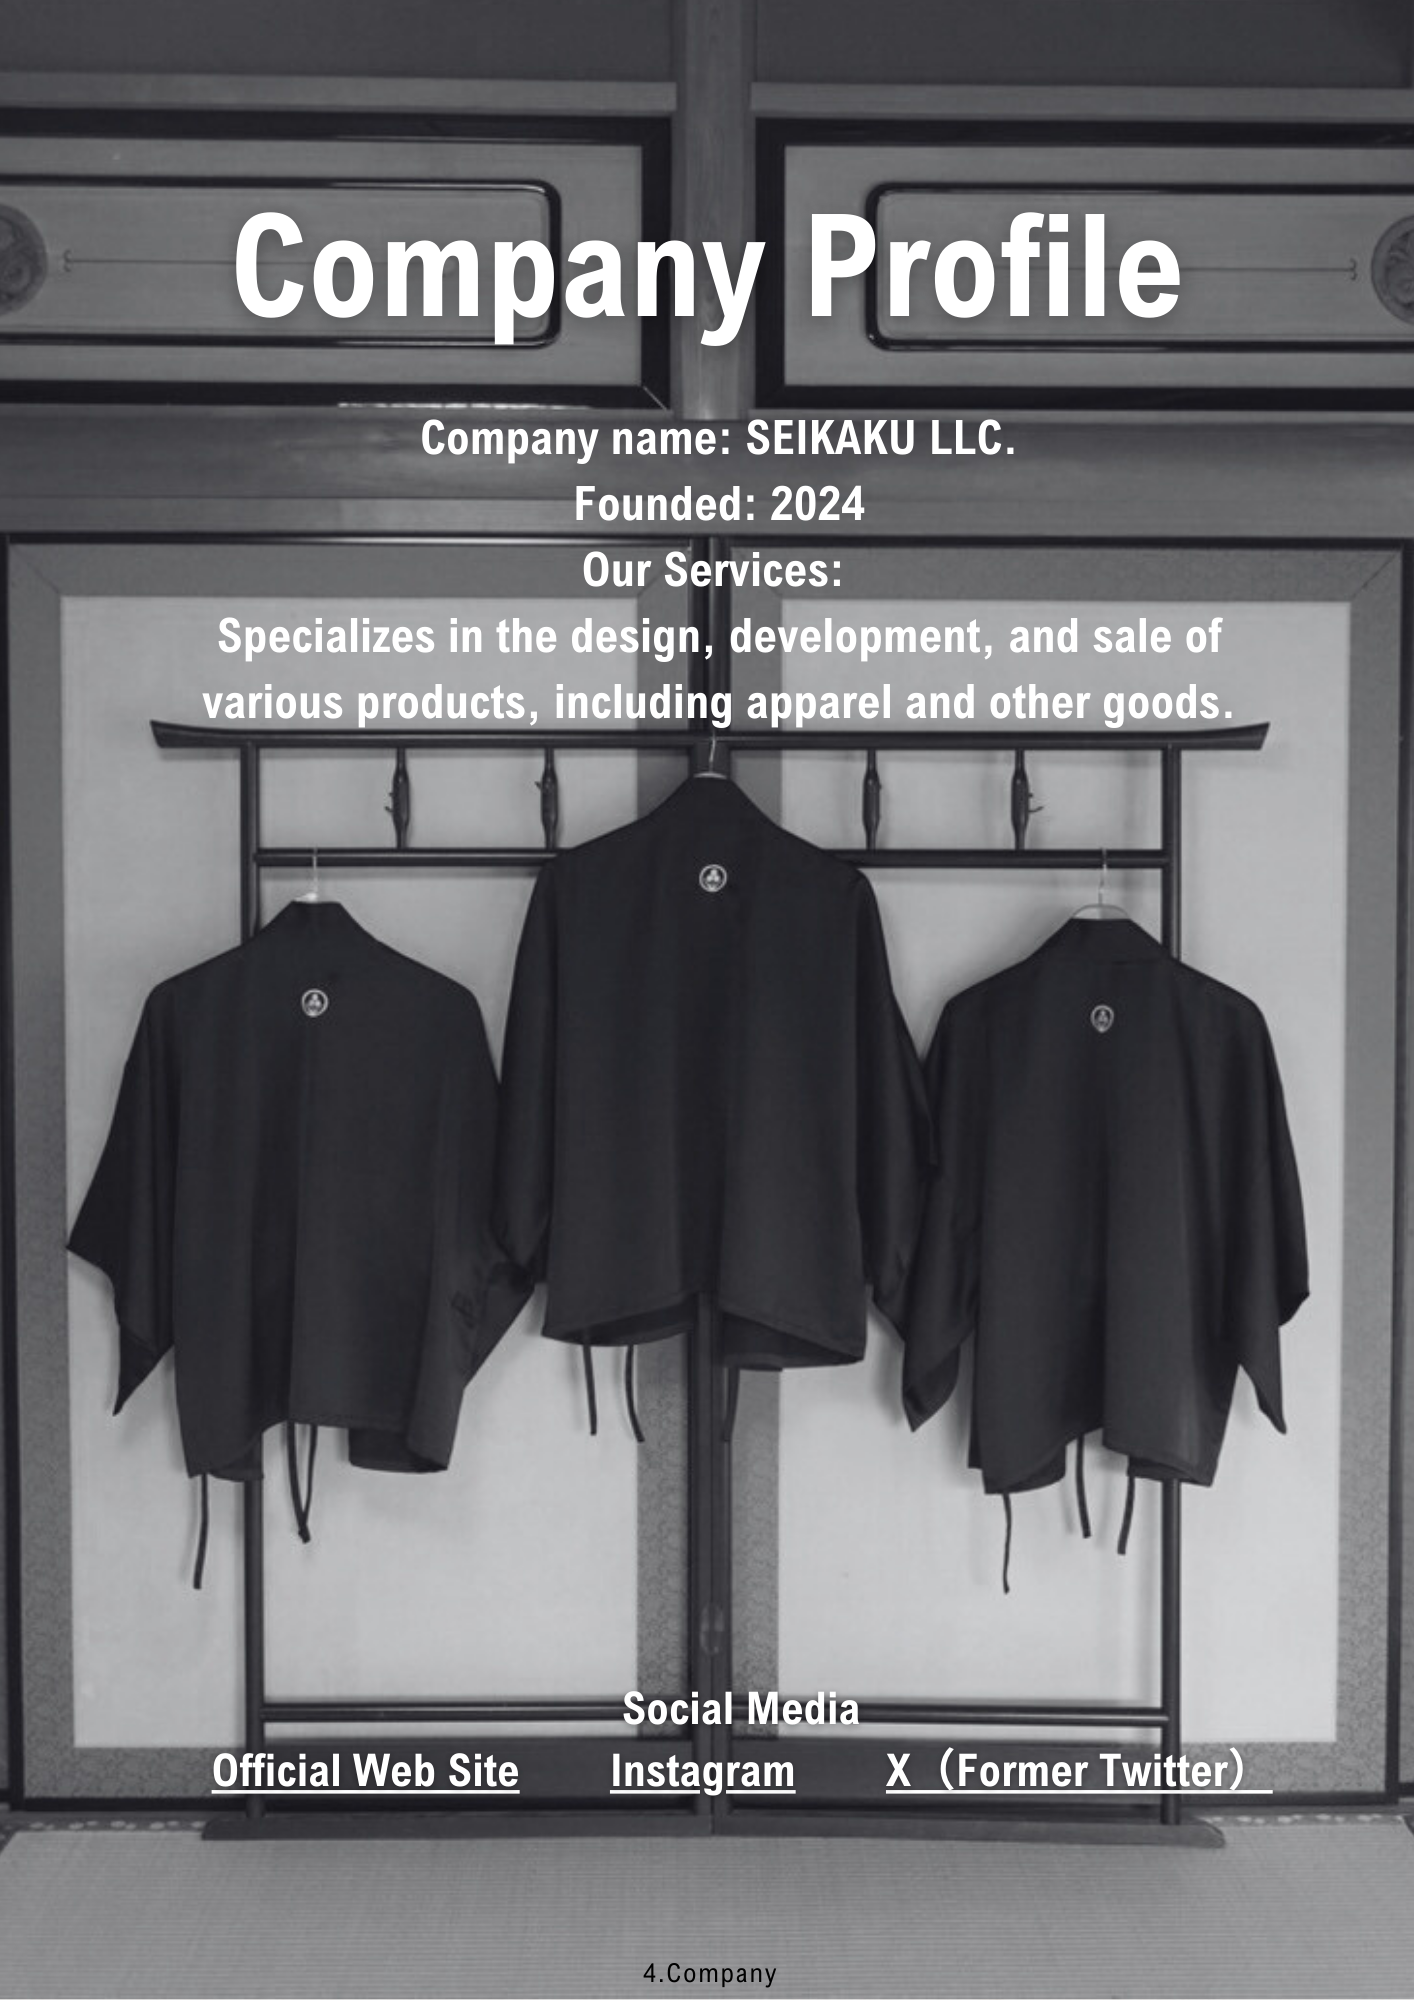 Company Profile
Company name: SEIKAKU LLC.
Founded: 2024
Our Services:
Specializes in the design, development, and sale of
various products, including apparel and other goods.
Social Media
Official Web Site Instagram X（Former Twitter）
4.Company